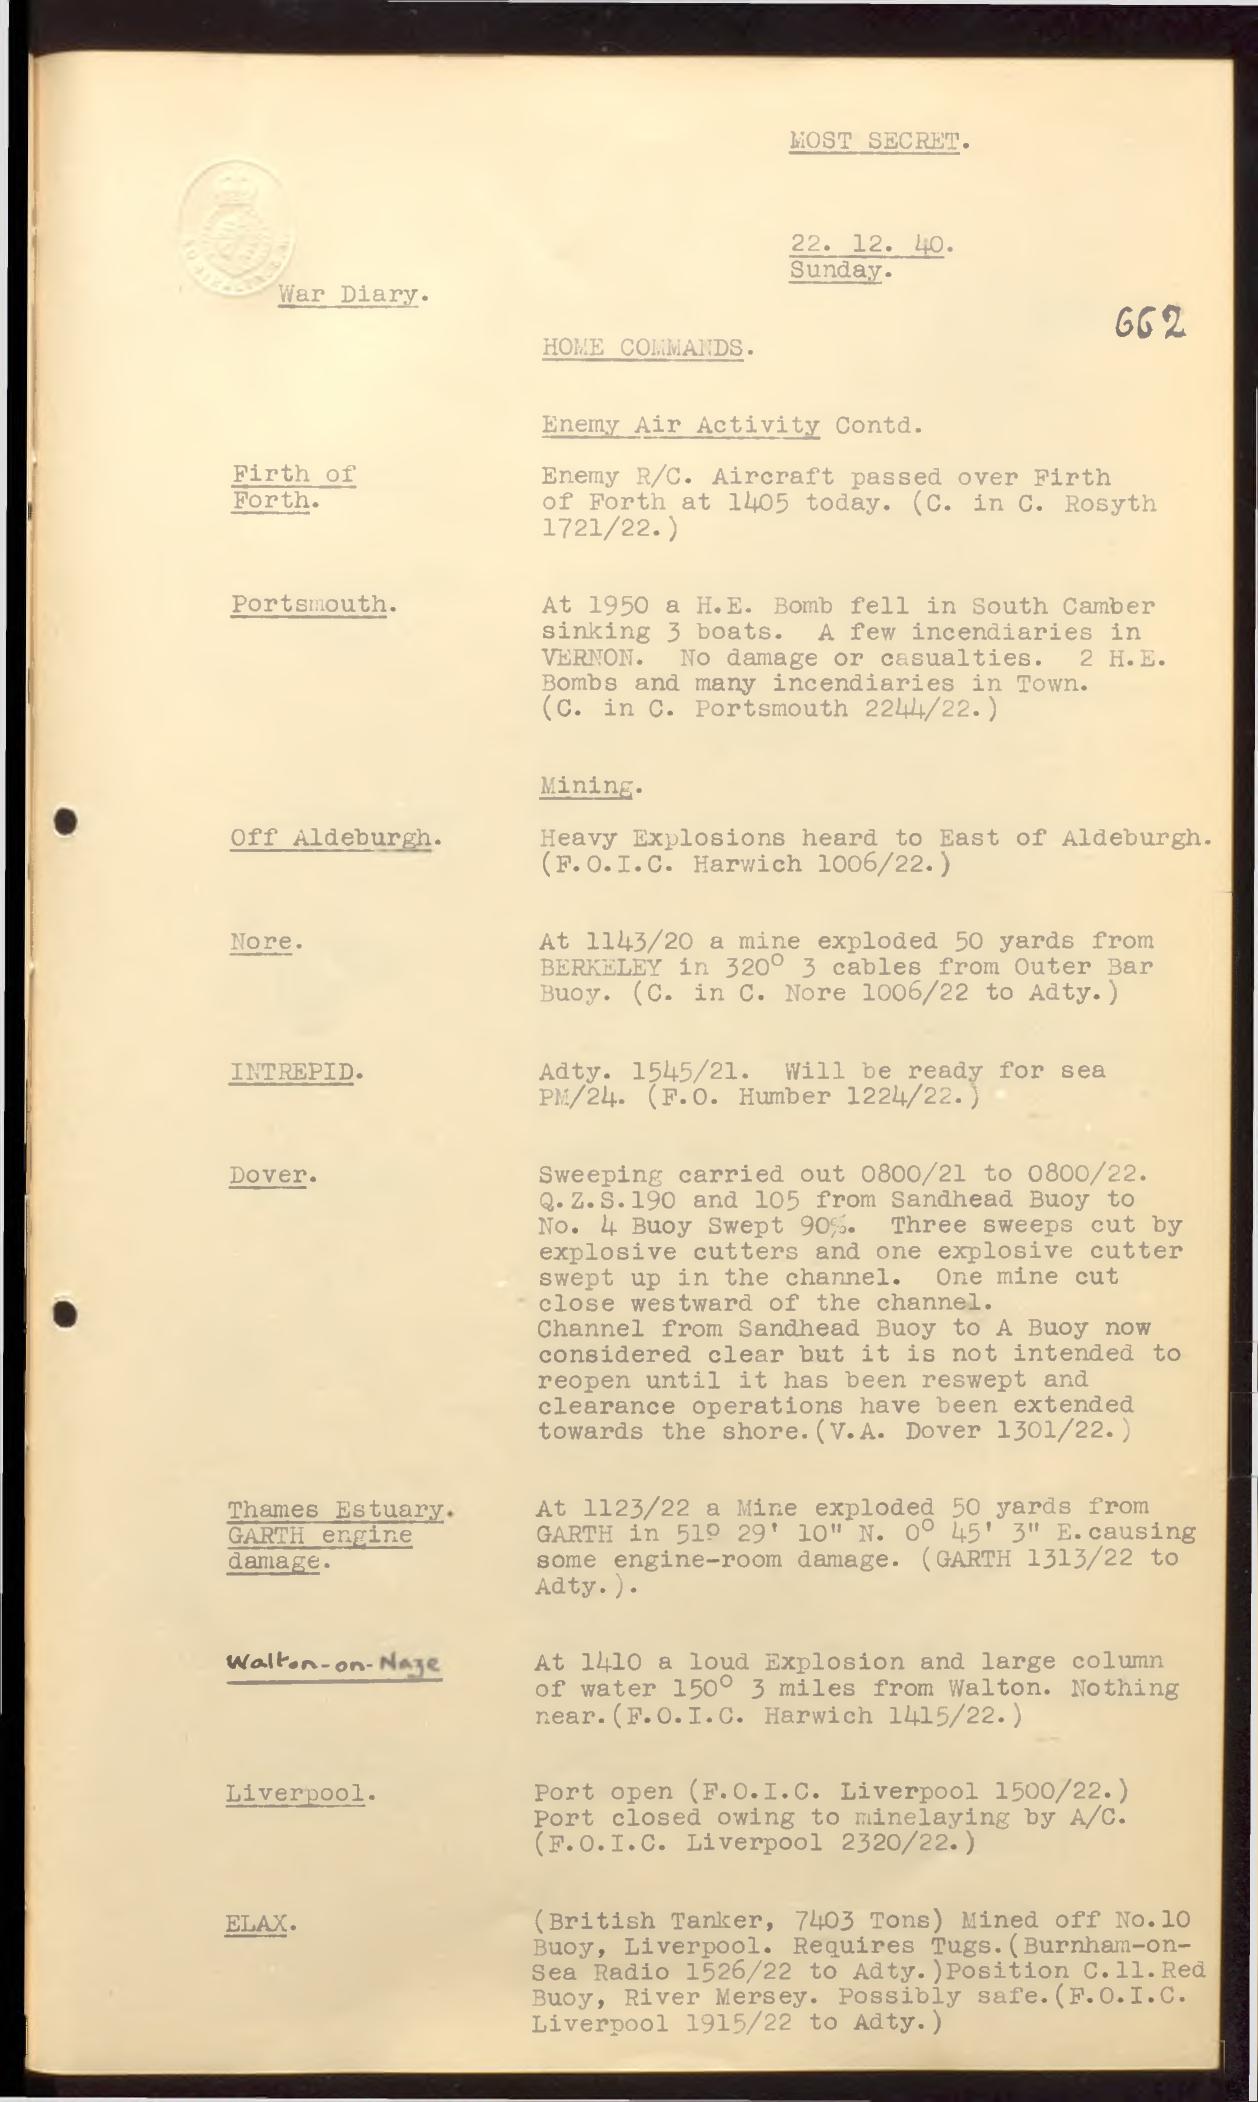 MOST SECRET.
22. 12. 40.
Sunday.
War Diary.
662
HOME COMMANDS.
Enemy Air Activity Contd.
Firth of
Forth.
Enemy R/C. Aircraft passed over Firth
of Forth at 1405 today. (C. in C. Rosyth
1721/22.)
Portsmouth.
At 1950 a H.E. Bomb fell in South Camber
sinking 3 boats. A few incendiaries in
VERNON. No damage or casualties. 2 H.E.
Bombs and many incendiaries in Town.
(C. in C. Portsmouth 2244/22.)
Mining.
Off Aldeburgh.
Heavy Explosions heard to East of Aldeburgh.
(F.O.I.C. Harwich 1006/22.)
Nore.
At 1143/20 a mine exploded 50 yards from
BERKELEY in 320° 3 cables from Outer Bar
Buoy. (C. in C. Nore 1006/22 to Adty.)
INTREPID.
Adty. 1545/21. Will be ready for sea
PM/24. (F.O. Humber 1224/22.)
Dover.
Sweeping carried out 0800/21 to 0800/22.
Q.Z.S.190 and 105 from Sandhead Buoy to
No. 4 Buoy Swept 90%. Three sweeps cut by
explosive cutters and one explosive cutter
swept up in the channel. One mine cut
close westward of the channel.
Channel from Sandhead Buoy to A Buoy now
considered clear but it is not intended to
reopen until it has been reswept and
clearance operations have been extended
towards the shore.(V.A. Dover 1301/22.)
Thames Estuary.
GARTH engine
damage.
At 1123/22 a Mine exploded 50 yards from
GARTH in 51° 29' 10" N. 0° 45' 3" E.causing
some engine-room damage. (GARTH 1313/22 to
Adty.).
Walton-on-Naze
At 1410 a loud Explosion and large column
of water 150° 3 miles from Walton. Nothing
near.(F.O.I.C. Harwich 1415/22.)
Liverpool.
Port open (F.O.I.C. Liverpool 1500/22.)
Port closed owing to minelaying by A/C.
(F.O.I.C. Liverpool 2320/22.)
ELAX.
(British Tanker, 7403 Tons) Mined off No.10
Buoy, Liverpool. Requires Tugs.(Burnham-on-
Sea Radio 1526/22 to Adty.)Position C.11.Red
Buoy, River Mersey. Possibly safe.(F.O.I.C.
Liverpool 1915/22 to Adty.)